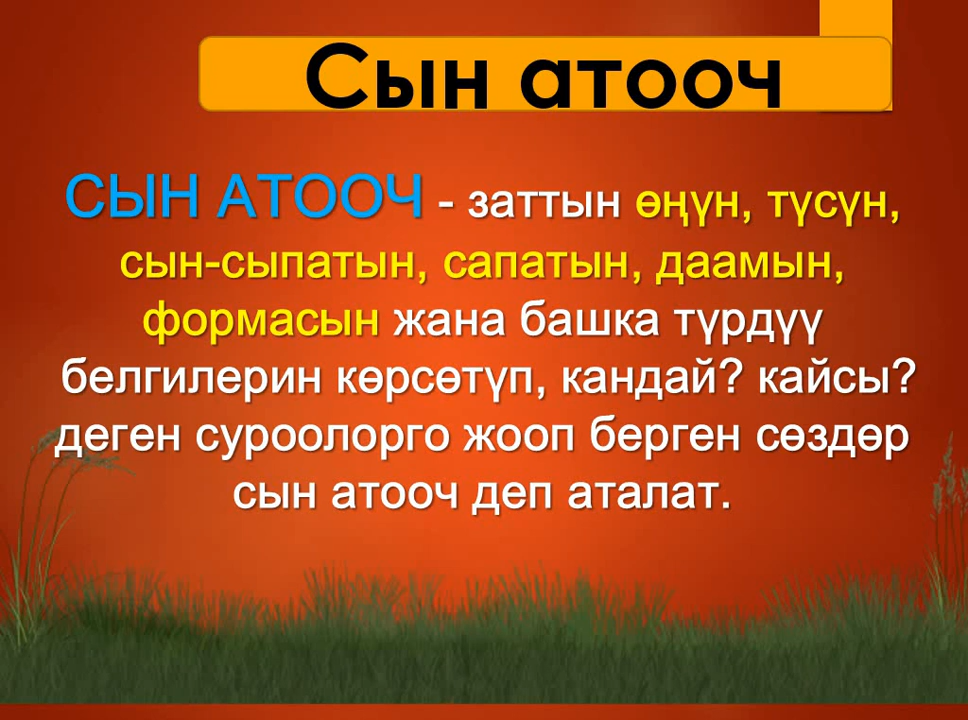 Сын атооч
СЫН АТООЧ - заттын өңүн, түсүн,
сын-сыпатын, сапатын, даамын,
формасын жана башка түрдүү
белгилерин көрсөтүп, кандай? кайсы?
деген суроолорго жооп берген сөздөр
сын атооч деп аталат.